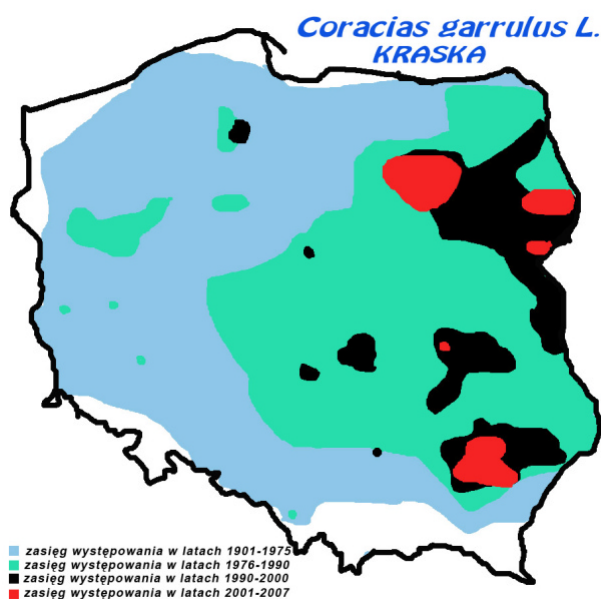 Coracias garrulus L.
KRASKA
zasięg występowania w latach 1901-1975
zasięg występowania w latach 1976-1990
zasięg występowania w latach 1990-2000
zasięg występowania w latach 2001-2007